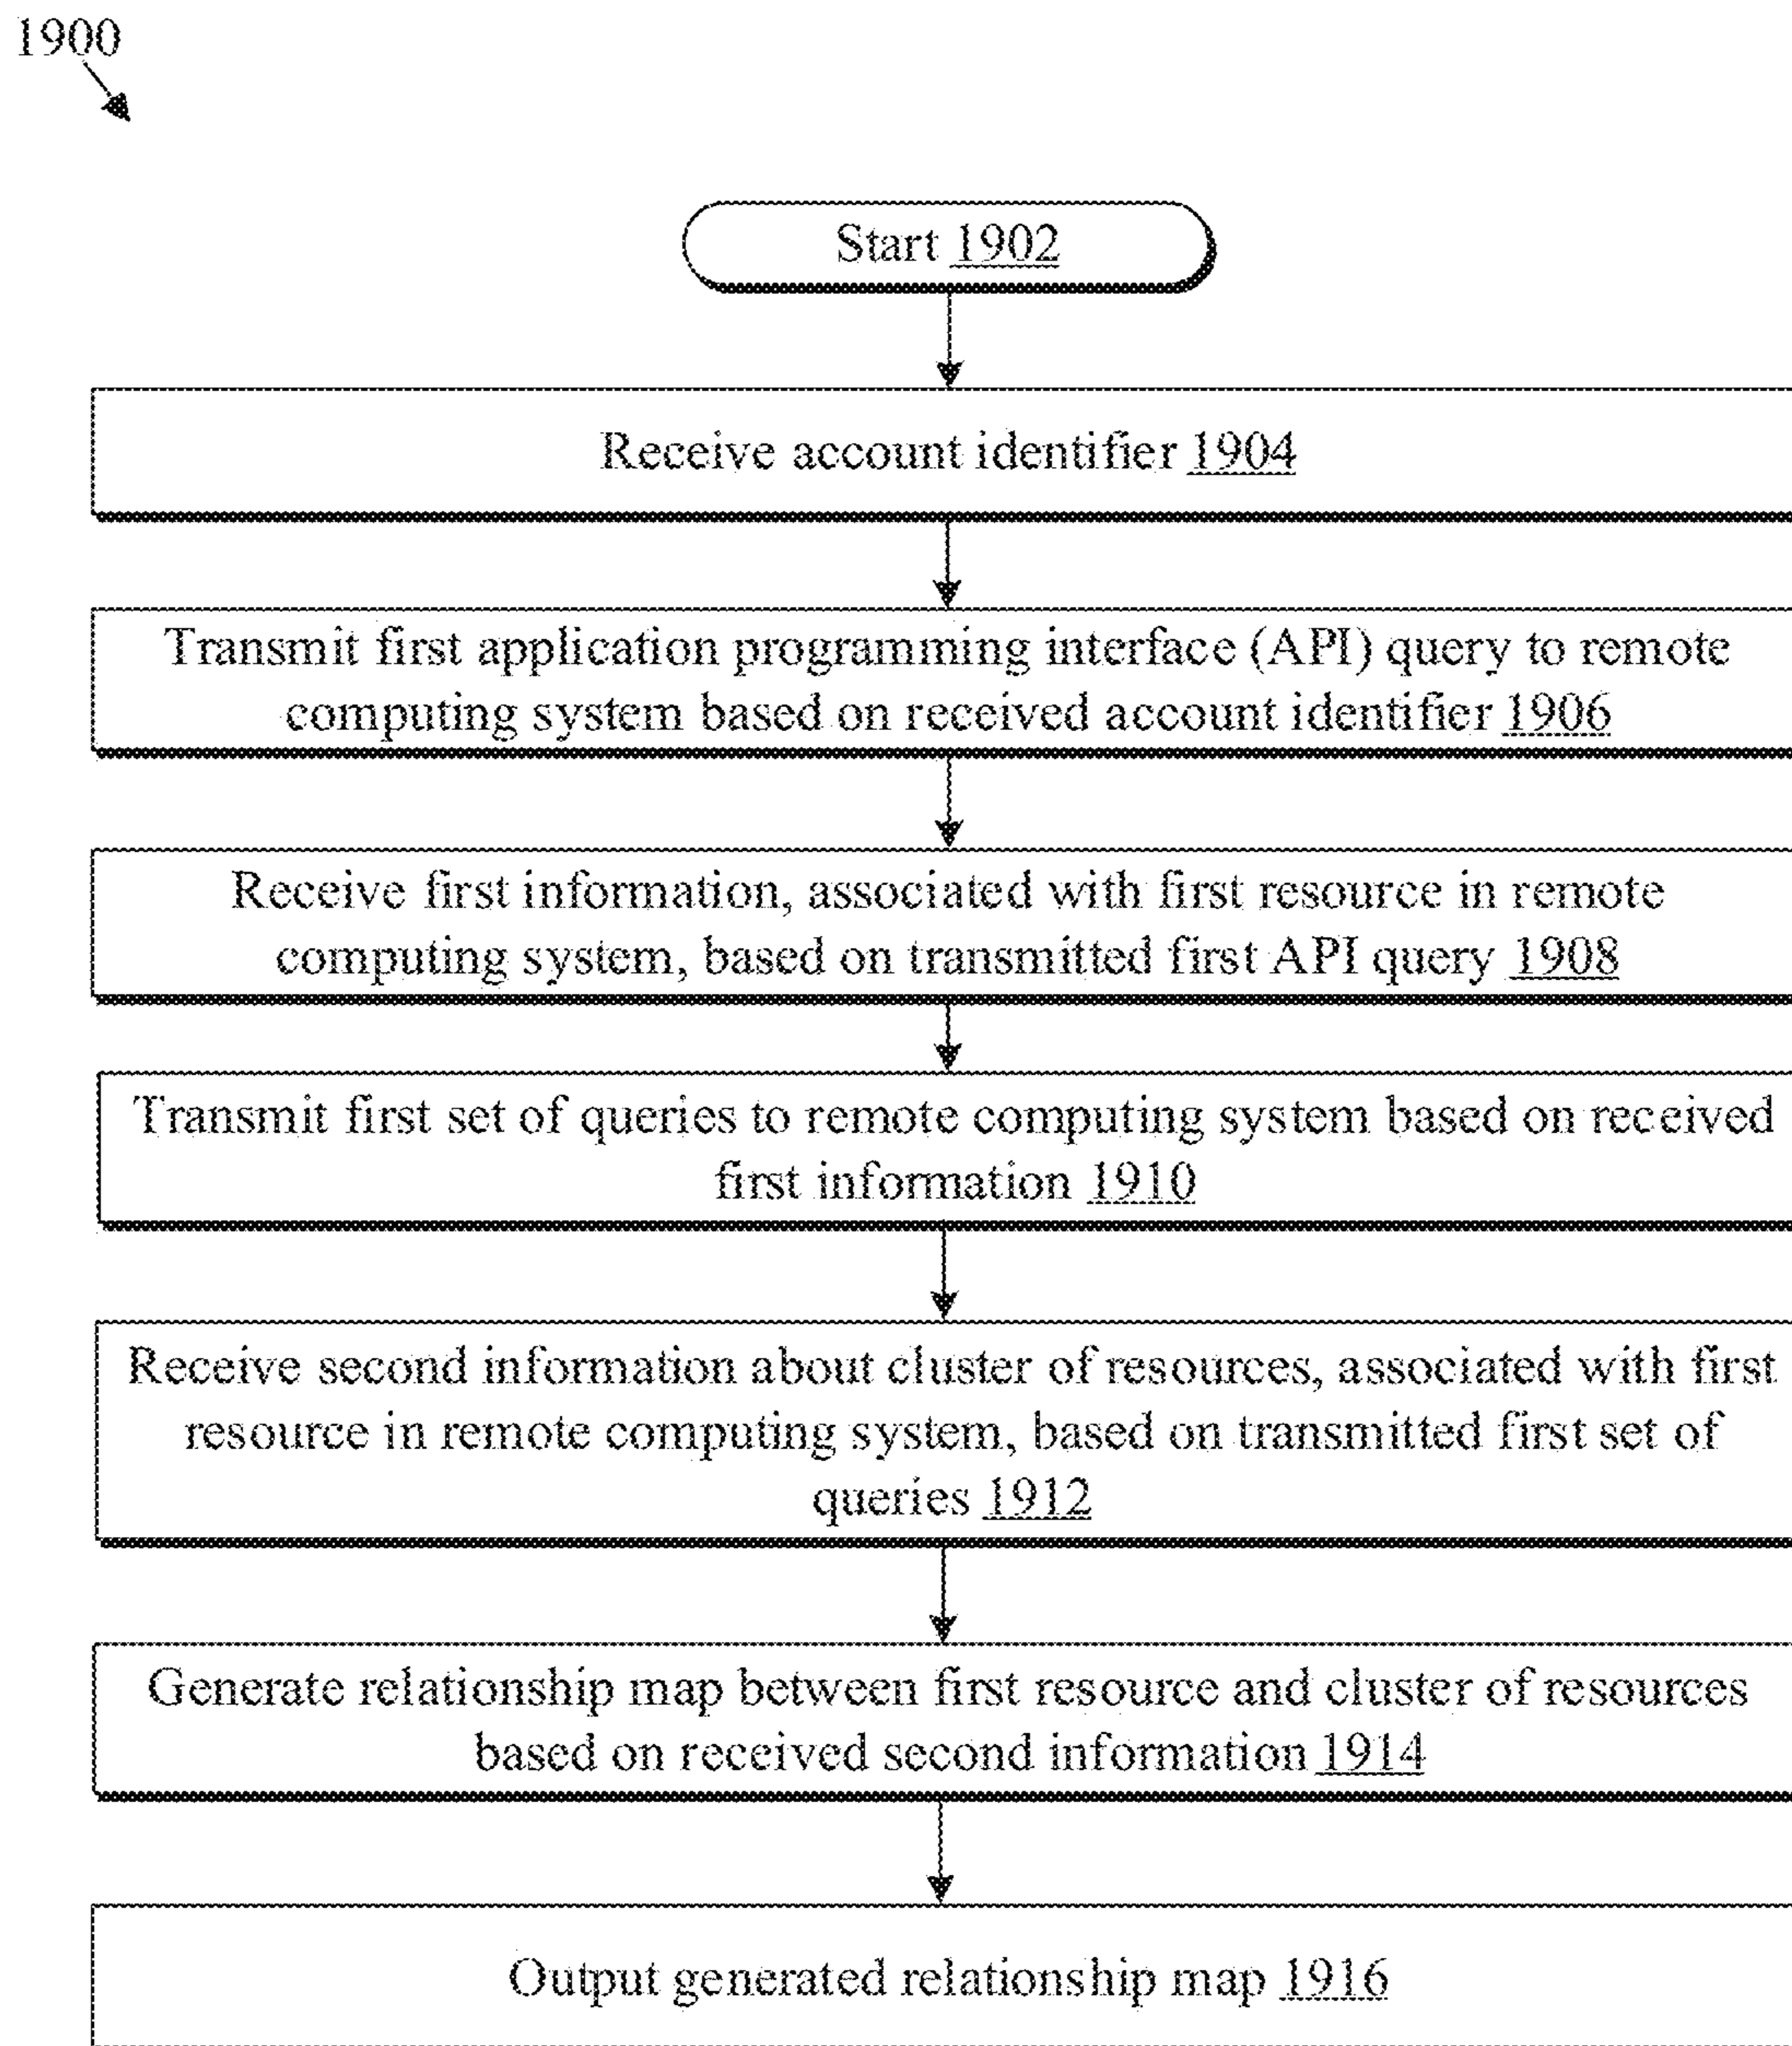 1900
Start 1902
Receive account identifier 1904
Transmit first application programming interface (API) query to remote
computing system based on received account identifier 1906
Receive first information, associated with first resource in remote
computing system, based on transmitted first API query 1908
Transmit first set of queries to remote computing system based on received
first information 1910
Receive second information about cluster of resources, associated with first
resource in remote computing system, based on transmitted first set of
queries 1912
Generate relationship map between first resource and cluster of resources
based on received second information 1914
Output generated relationship map 1916